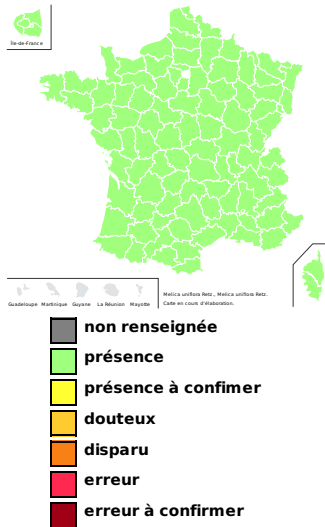 Île-de-France
Guadeloupe Martinique Guyane La Réunion Mayotte
Melica uniflora Retz., Melica uniflora Retz.
Carte en cours d'élaboration.
non renseignée
présence
présence à confimer
douteux
disparu
erreur
erreur à confirmer